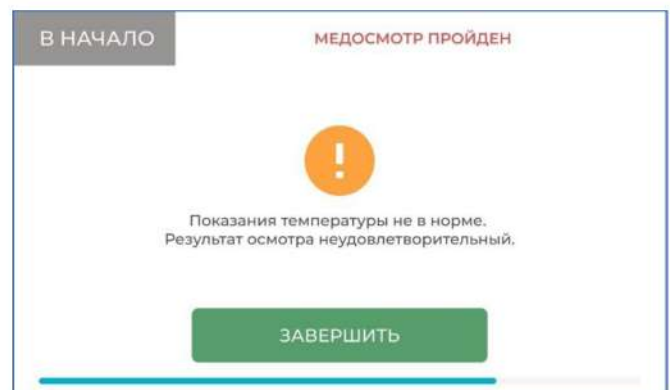 В НАЧАЛО
МЕДОСМОТР ПРОЙДЕН
!
Показания температуры не в норме.
Результат осмотра неудовлетворительный.
ЗАВЕРШИТЬ